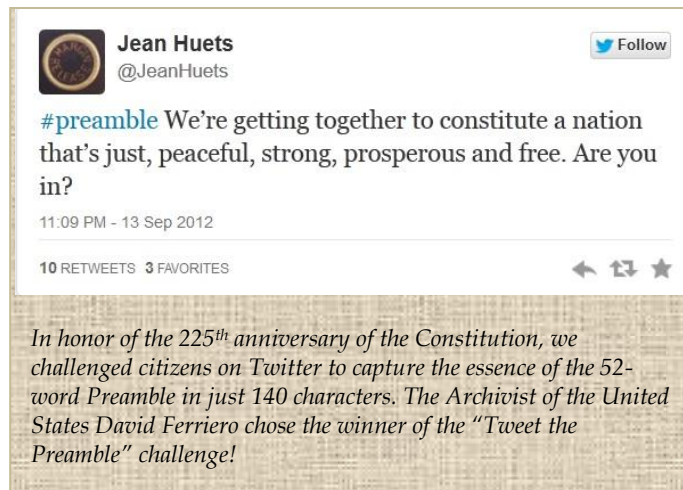 Jean Huets
Follow
@JeanHuets
#preamble We’re getting together to constitute a nation
that’s just, peaceful, strong, prosperous and free. Are you
in?
11:09 PM - 13 Sep 2012
10 RETWEETS 3 FAVORITES
In honor of the 225th anniversary of the Constitution, we
challenged citizens on Twitter to capture the essence of the 52-
word Preamble in just 140 characters. The Archivist of the United
States David Ferriero chose the winner of the “Tweet the
Preamble” challenge!